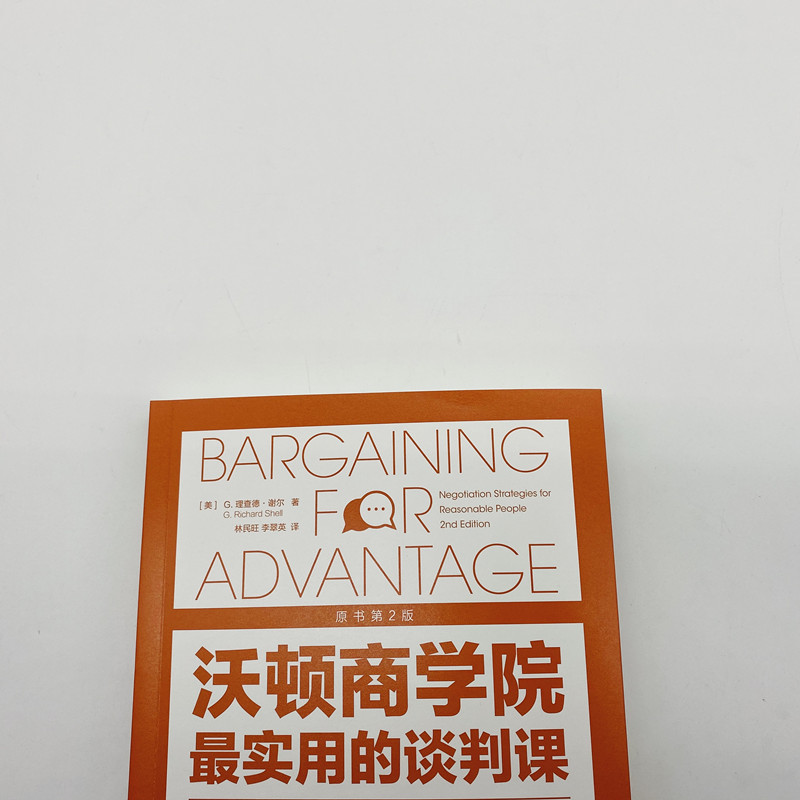 BARGAINING
[美] G. 理查德·谢尔 著
G. Richard Shell
林民旺 李翠英 译
FOR
Negotiation Strategies for
Reasonable People
2nd Edition
ADVANTAGE
原书第2版
沃顿商学院
最实用的谈判课